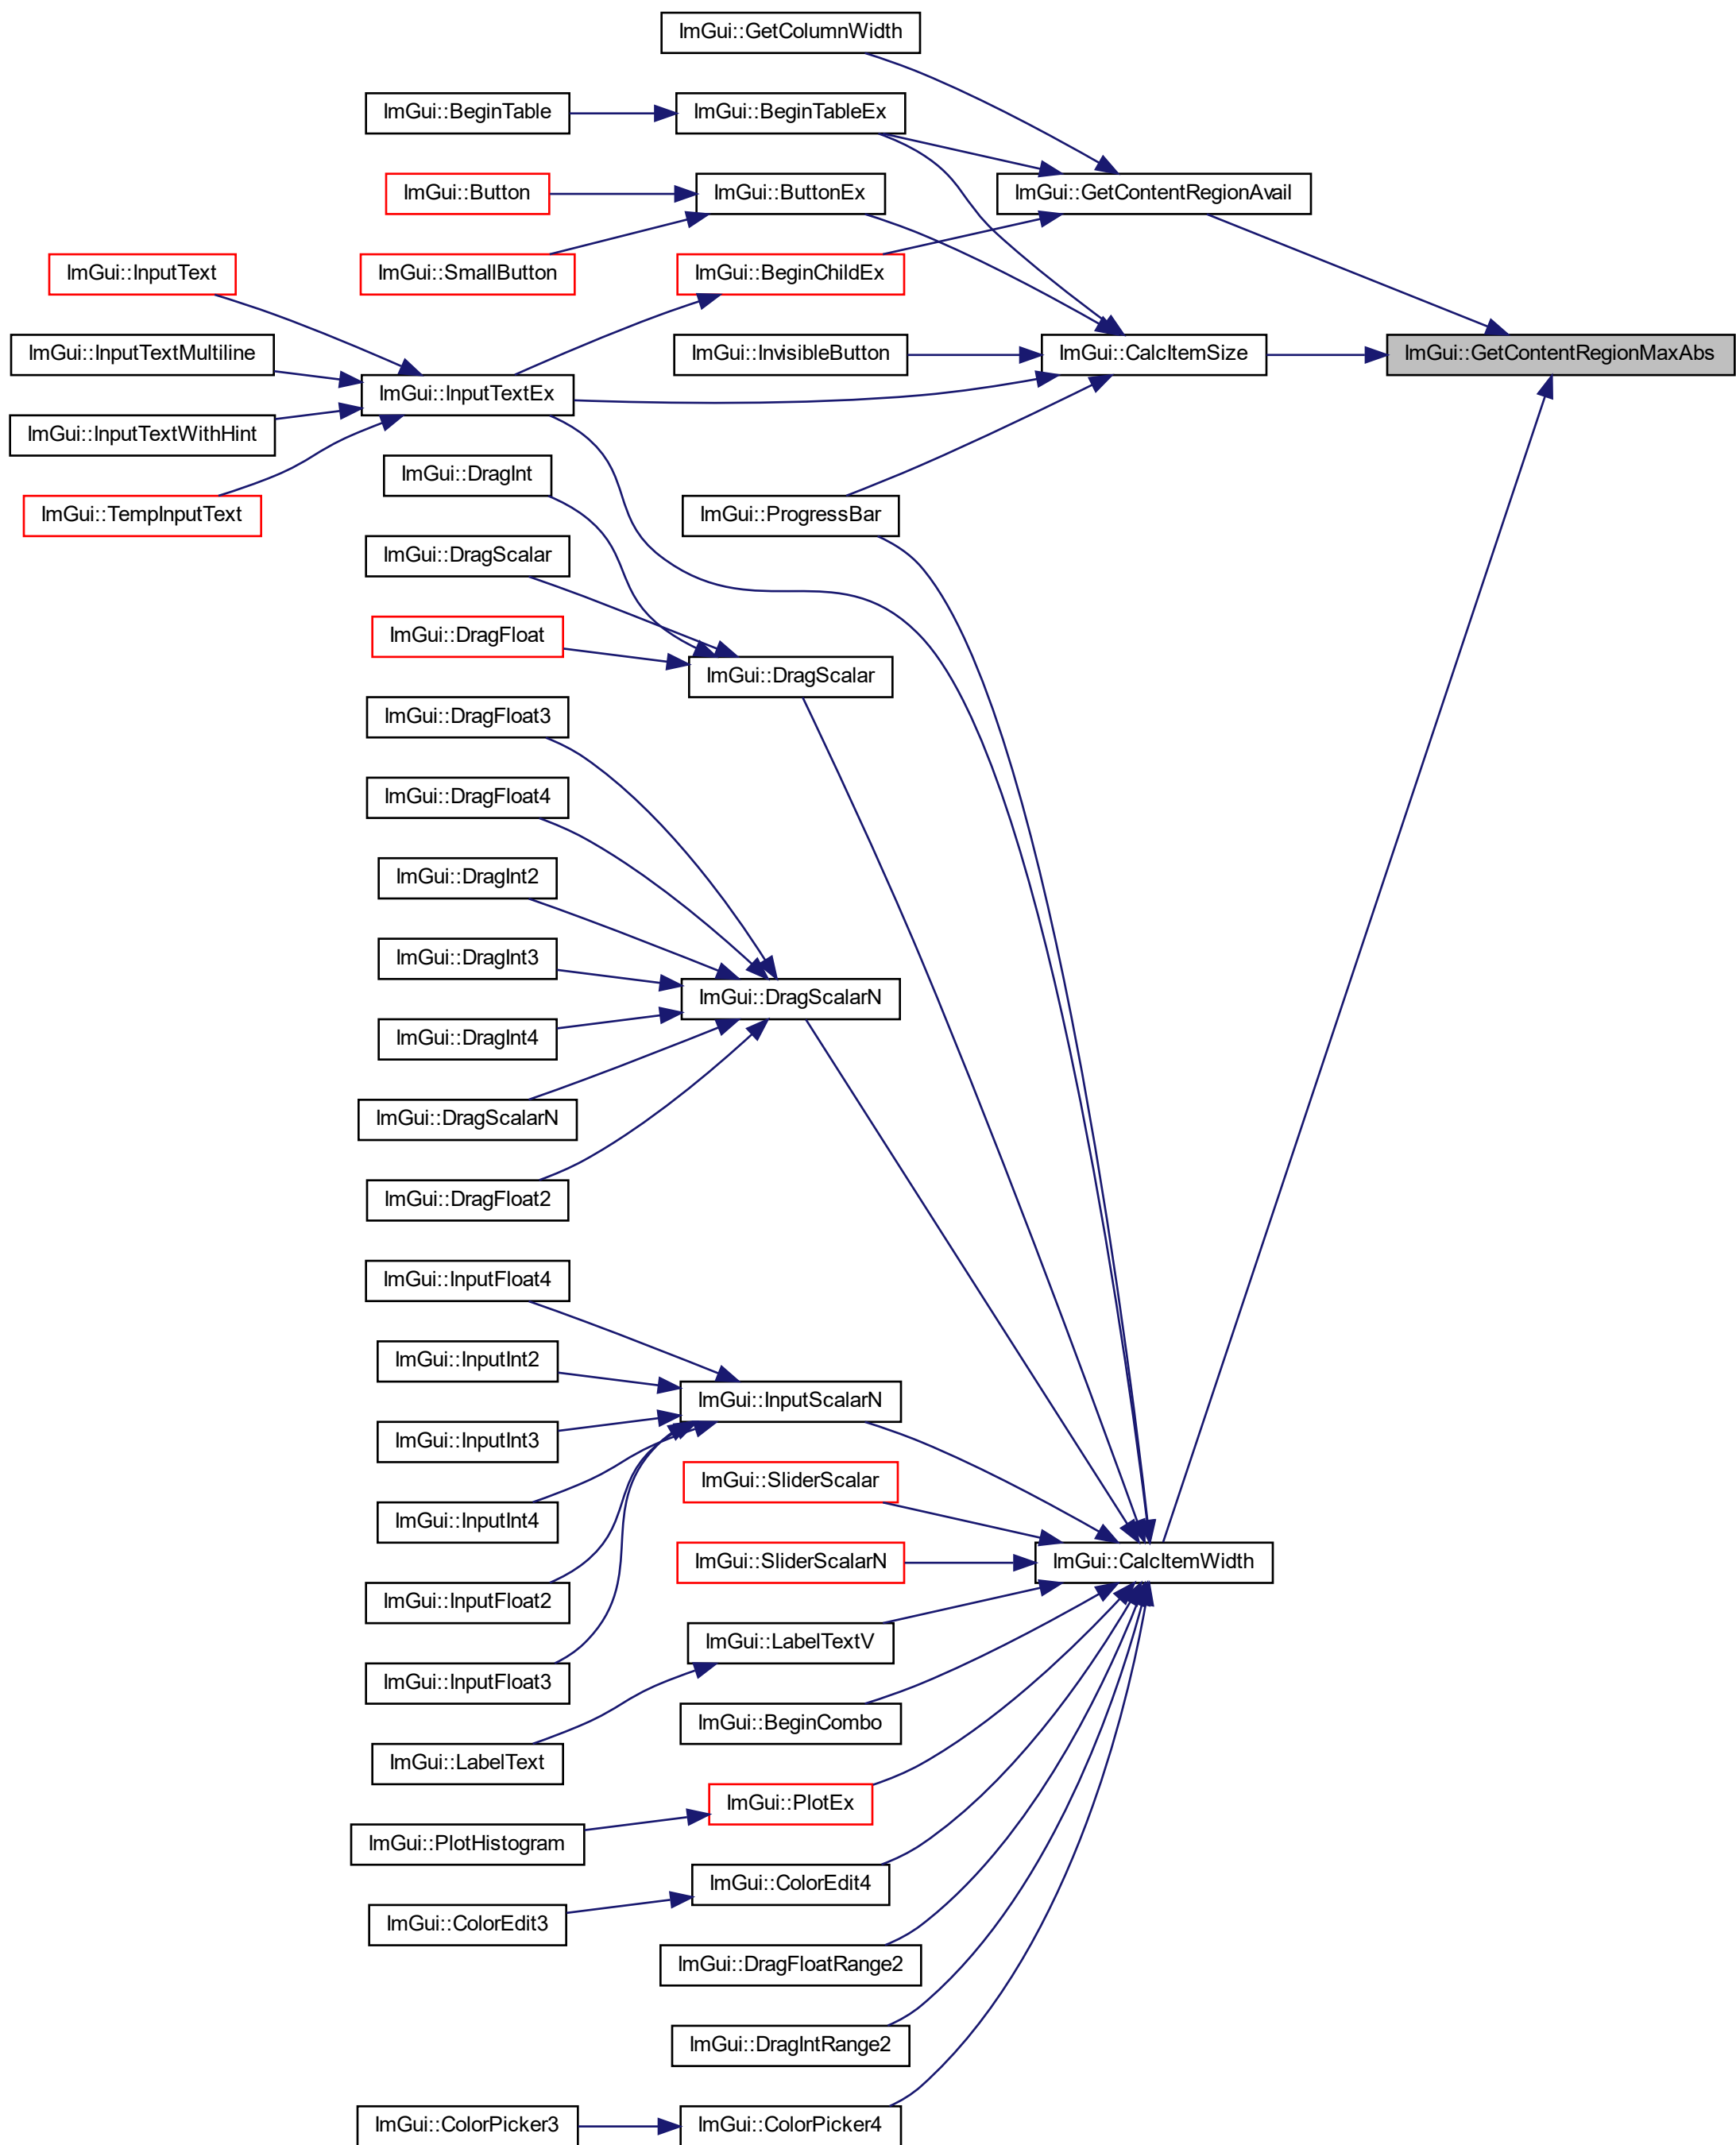 ImGui::GetColumnWidth
ImGui::BeginTable
ImGui::BeginTableEx
ImGui::Button
ImGui::ButtonEx
ImGui::GetContentRegionAvail
ImGui::InputText
ImGui::SmallButton
ImGui::BeginChildEx
ImGui::InputTextMultiline
ImGui::InvisibleButton
ImGui::CalcItemSize
ImGui::GetContentRegionMaxAbs
ImGui::InputTextEx
ImGui::InputTextWithHint
ImGui::DragInt
ImGui::TempInputText
ImGui::ProgressBar
ImGui::DragScalar
ImGui::DragFloat
ImGui::DragScalar
ImGui::DragFloat3
ImGui::DragFloat4
ImGui::DragInt2
ImGui::DragInt3
ImGui::DragScalarN
ImGui::DragInt4
ImGui::DragScalarN
ImGui::DragFloat2
ImGui::InputFloat4
ImGui::InputInt2
ImGui::InputScalarN
ImGui::InputInt3
ImGui::SliderScalar
ImGui::InputInt4
ImGui::SliderScalarN
ImGui::CalcItemWidth
ImGui::InputFloat2
ImGui::LabelTextV
ImGui::InputFloat3
ImGui::BeginCombo
ImGui::LabelText
ImGui::PlotEx
ImGui::PlotHistogram
ImGui::ColorEdit4
ImGui::ColorEdit3
ImGui::DragFloatRange2
ImGui::DragIntRange2
ImGui::ColorPicker3
ImGui::ColorPicker4